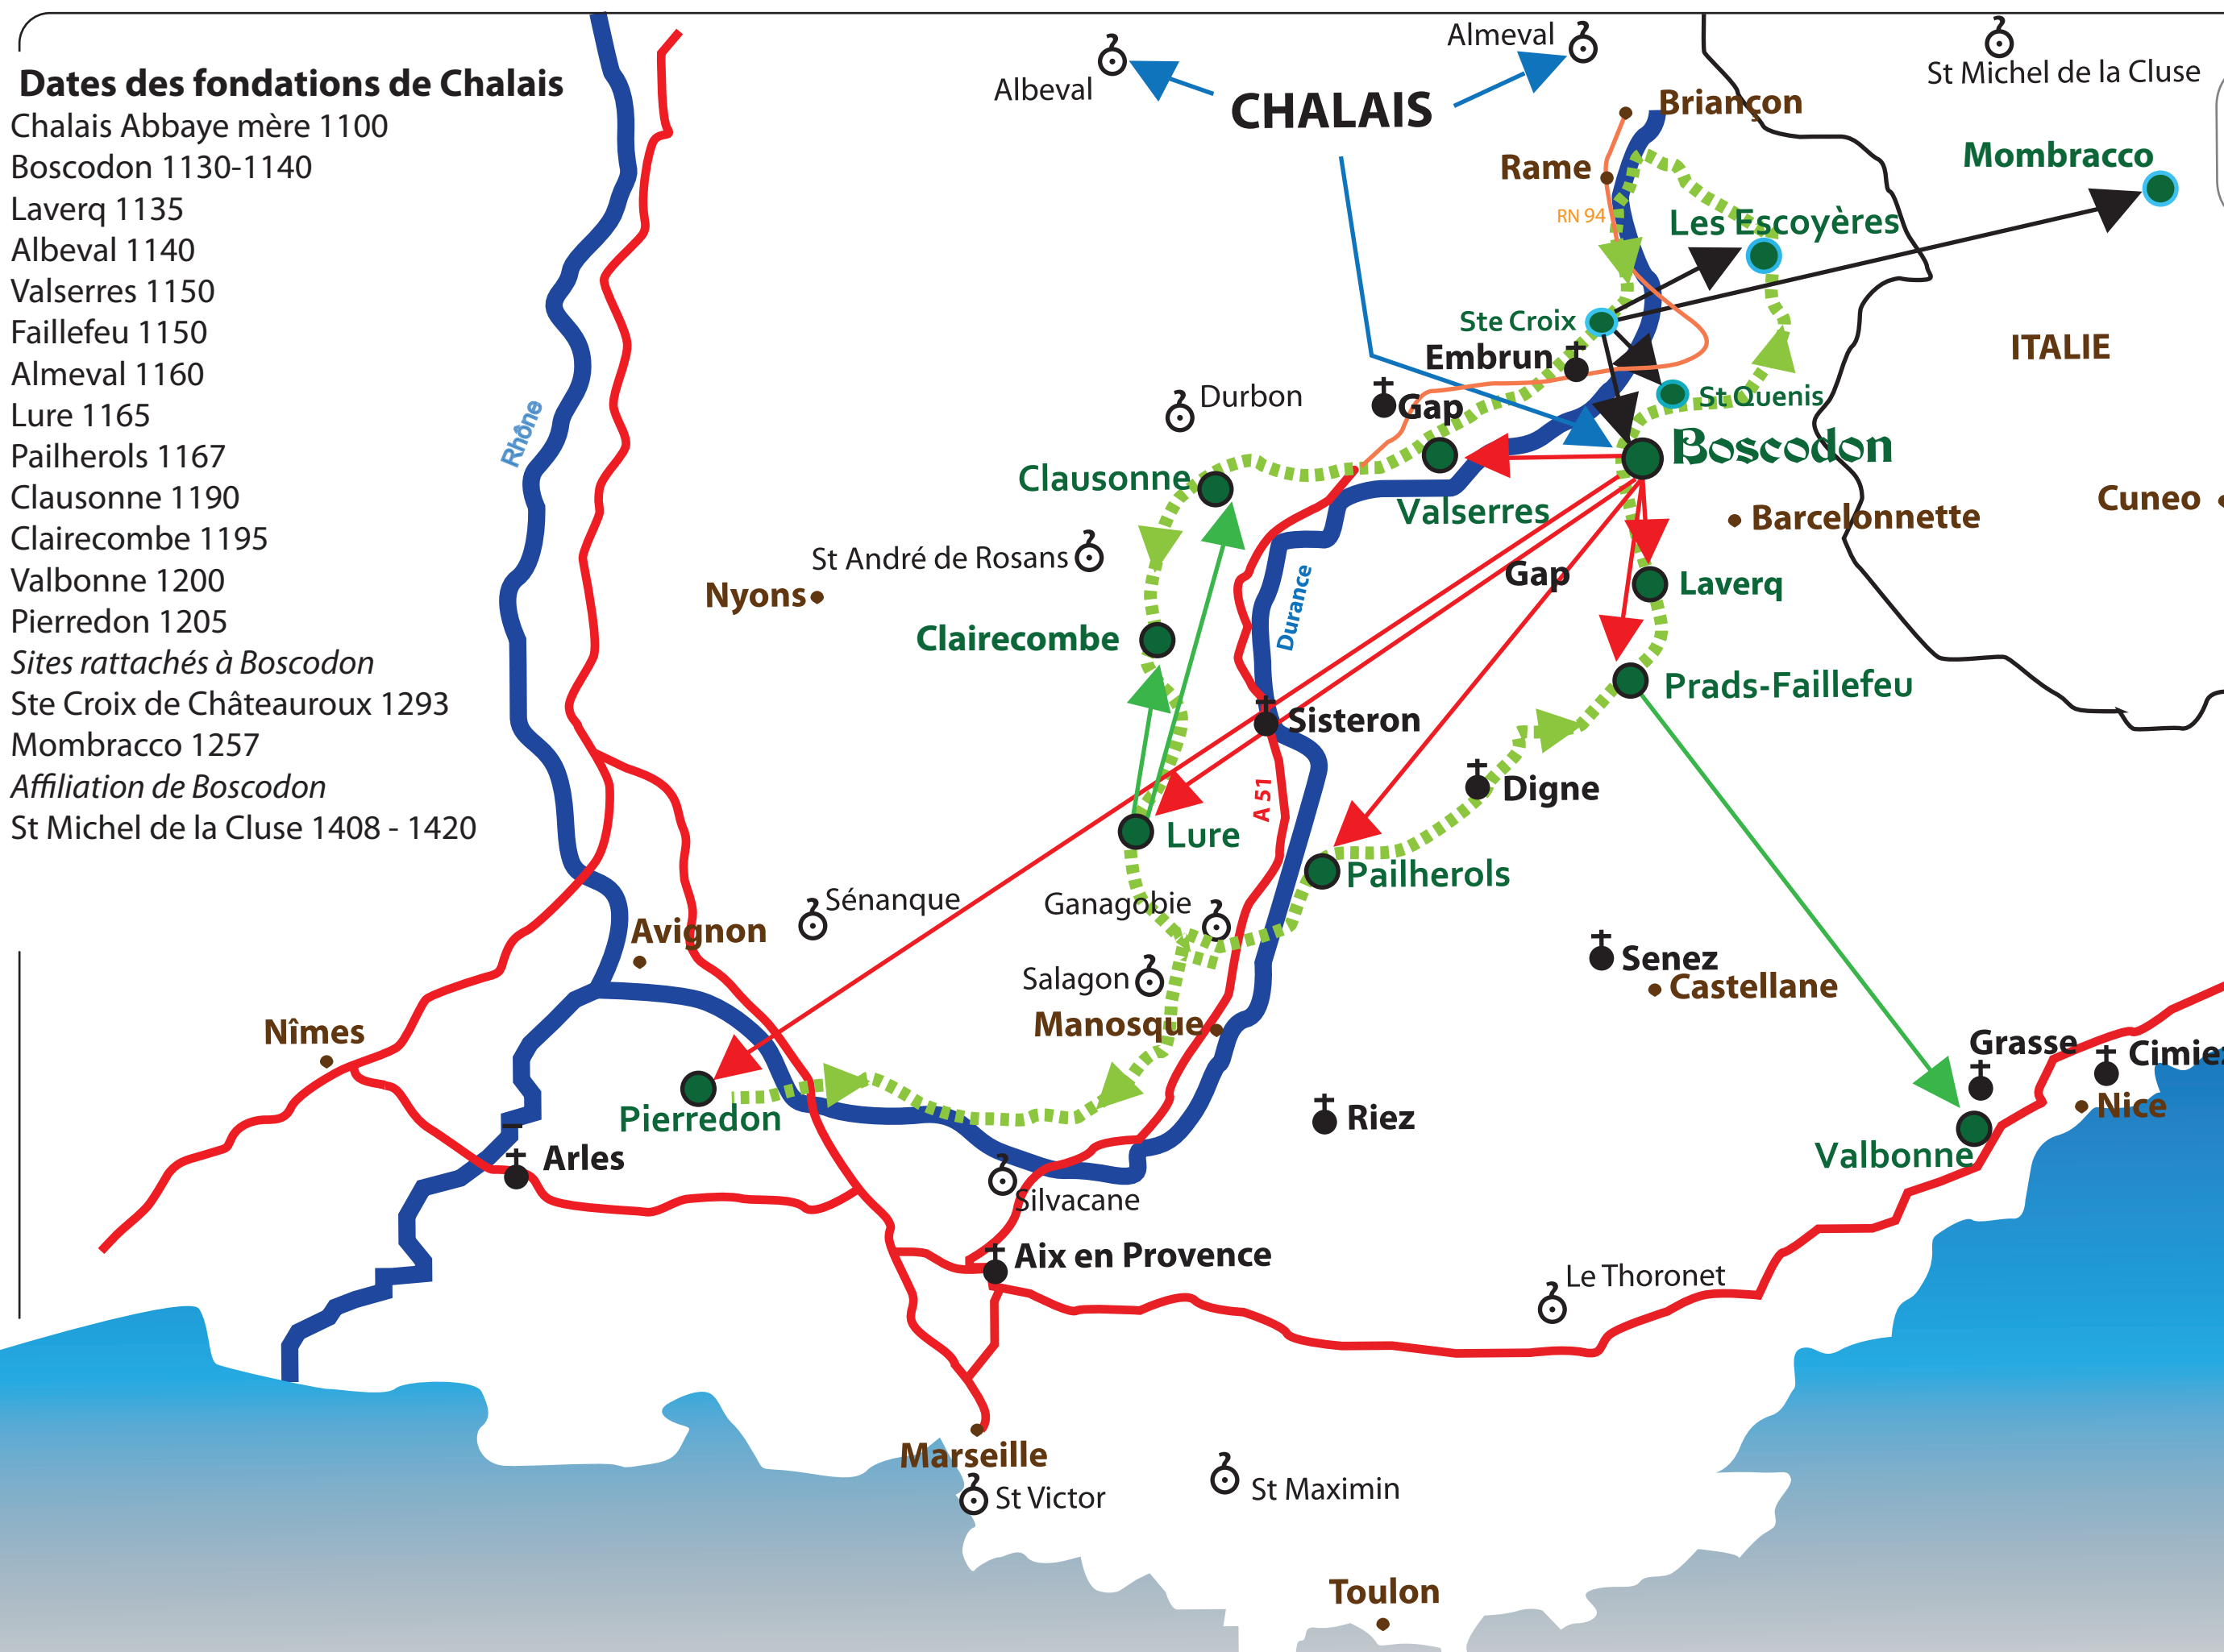 Dates des fondations de Chalais
Chalais Abbaye mère 1100
Boscodon 1130-1140
Laverq 1135
Albeval 1140
Valserres 1150
Faillefeu 1150
Almeval 1160
Lure 1165
Pailherols 1167
Clausonne 1190
Clairecombe 1195
Valbonne 1200
Pierredon 1205
Sites rattachés à Boscodon
Ste Croix de Châteauroux 1293
Mombracco 1257
Affiliation de Boscodon
St Michel de la Cluse 1408 - 1420
Almeval
St Michel de la Cluse
Albeval
CHALAIS
Briançon
Mombracco
Rame
RN 94
Les Escoyères
Ste Croix
ITALIE
Embrun
Durbon
Gap
St Quenis
Rhône
Boscodon
Clausonne
Valserres
Cuneo
Barcelonnette
St André de Rosans
Gap
Laverq
Nyons
Durance
Clairecombe
Prads-Faillefeu
Sisteron
Digne
A 51
Lure
Pailherols
Sénanque
Ganagobie
Avignon
Senez
Salagon
Castellane
Manosque
Nîmes
Grasse
Cimie
Nice
Pierredon
Riez
Valbonne
Arles
Silvacane
Aix en Provence
Le Thoronet
Marseille
St Victor
St Maximin
Toulon